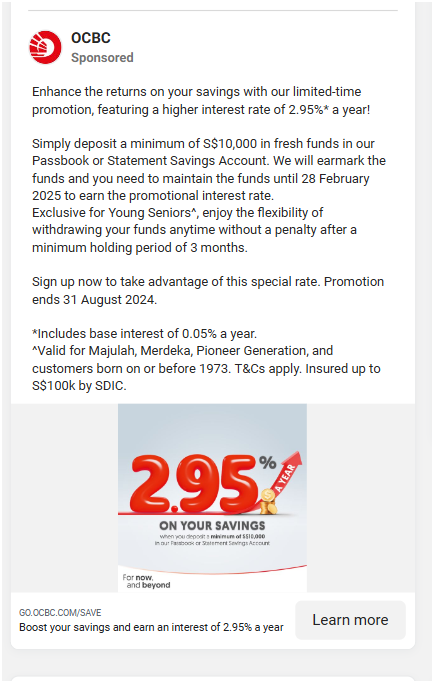 OCBC
Sponsored
Enhance the returns on your savings with our limited-time
promotion, featuring a higher interest rate of 2.95%* a year!
Simply deposit a minimum of S$10,000 in fresh funds in our
Passbook or Statement Savings Account. We will earmark the
funds and you need to maintain the funds until 28 February
2025 to earn the promotional interest rate.
Exclusive for Young Seniors^, enjoy the flexibility of
withdrawing your funds anytime without a penalty after a
minimum holding period of 3 months.
Sign up now to take advantage of this special rate. Promotion
ends 31 August 2024.
*Includes base interest of 0.05% a year.
^Valid for Majulah, Merdeka, Pioneer Generation, and
customers born on or before 1973. T&Cs apply. Insured up to
S$100k by SDIC.
2.95%
A YEAR
ON YOUR SAVINGS
when you deposit a minimum of S$10,000
in our Passbook or Statement Savings Account
For now,
and beyond
GO.OCBC.COM/SAVE
Boost your savings and earn an interest of 2.95% a year
Learn more